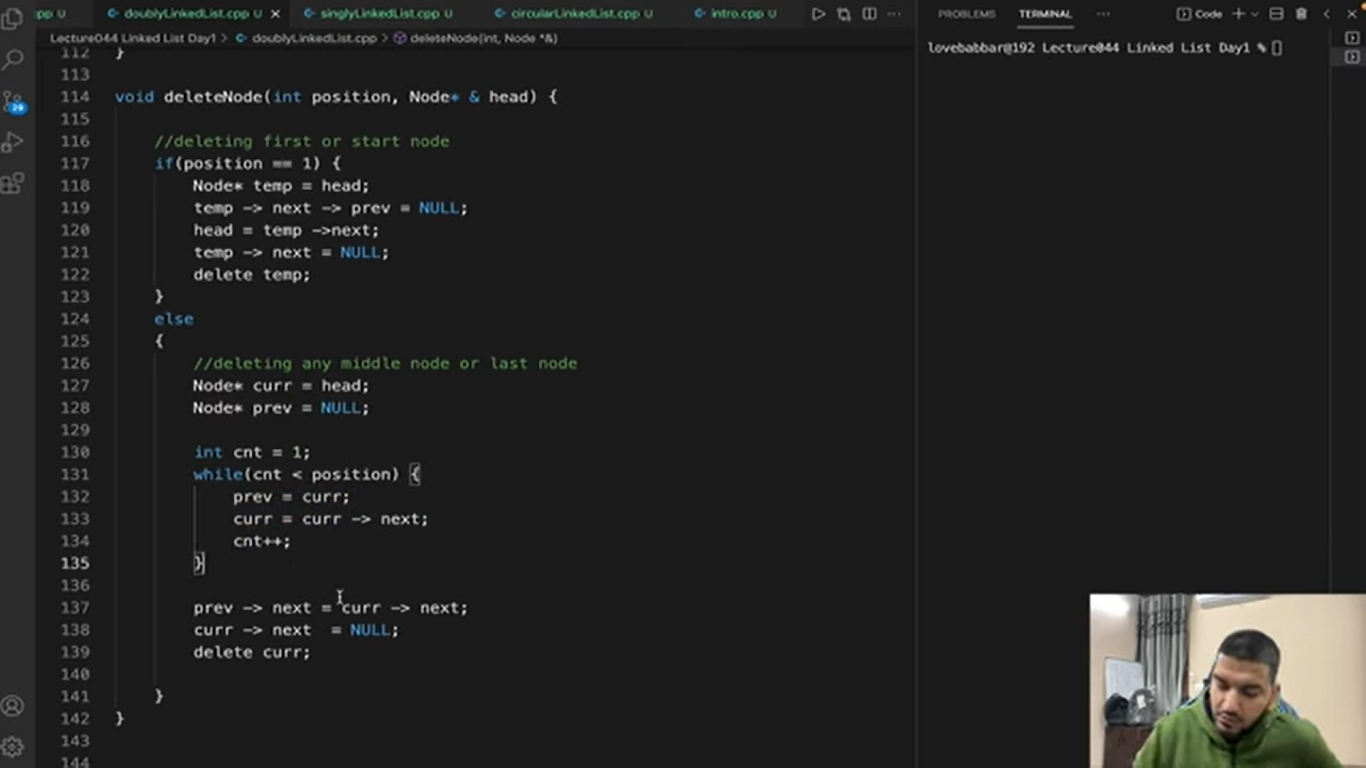 pp U doublyLinkedList.cpp U × singlyLinkedList.cpp U circularLinkedList.cpp U intro.cpp U ... PROBLEMS TERMINAL ... Code
Lecture044 Linked List Day1 > doublyLinkedList.cpp > deleteNode(int, Node *&)
lovebabbar@192 Lecture044 Linked List Day1 %
29
112 }
113
114 void deleteNode(int position, Node* & head) {
115
116 //deleting first or start node
117 if(position == 1) {
118 Node* temp = head;
119 temp -> next -> prev = NULL;
120 head = temp ->next;
121 temp -> next = NULL;
122 delete temp;
123 }
124 else
125 {
126 //deleting any middle node or last node
127 Node* curr = head;
128 Node* prev = NULL;
129
130 int cnt = 1;
131 while(cnt < position) {
132 prev = curr;
133 curr = curr -> next;
134 cnt++;
135 }
136
137 prev -> next = curr -> next;
138 curr -> next  = NULL;
139 delete curr;
140
141 }
142 }
143
144